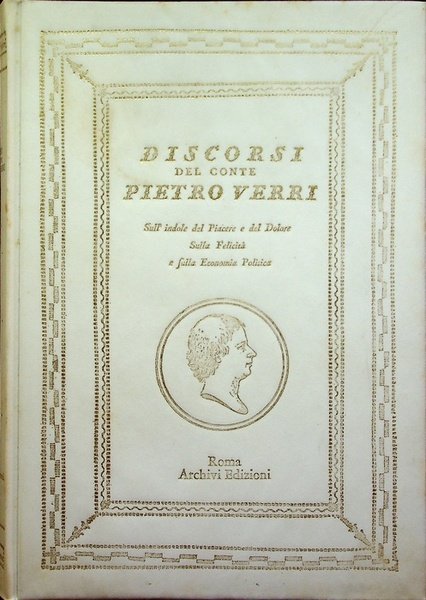 DISCORSI
DEL CONTE
PIETRO VERRI
Sull' indole del Piacere e del Dolore
Sulla Felicità
e sulla Economia Politica
Roma
Archivi Edizioni